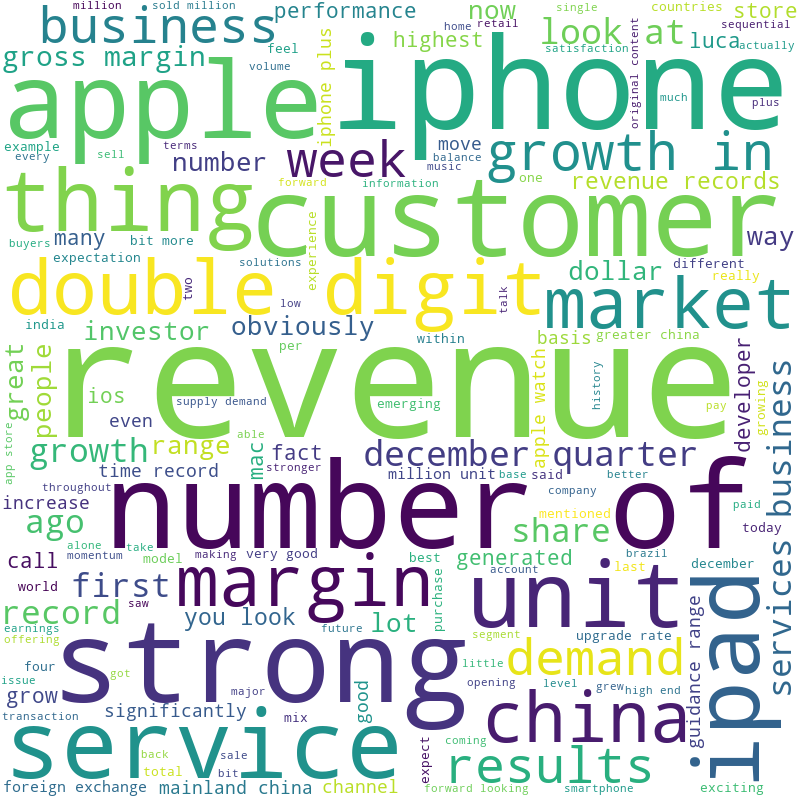 million
sold million
performance
now
single
countries
store
business
home
retail
sequential
feel
highest
look at
luca
actually
gross margin
iphone plus
satisfaction
original content
volume
apple
iphone
much
plus
example
terms
every
sell
number
week
move
balance
music
growth in
thing
forward
information
one
revenue records
customer
buyers
many
bit more
experience
way
expectation
solutions
dollar
different
really
double digit
two
low
talk
market
india
investor
obviously
within
basis
greater china
great
people
per
revenue
apple watch
history
developer
services business
ios
supply demand
emerging
pay
growing
even
app store
growth
range
able
mac
fact
stronger
december quarter
time record
million unit
base
said
better
throughout
number of
company
paid
increase
mentioned
ago
share
today
alone
take
momentum
model
making
very good
best
generated
brazil
call
margin
first
purchase
account
last
december
world
saw
unit
ipad
record
you look
future
lot
earnings
offering
strong
segment
upgrade rate
guidance range
demand
four
issue
got
little
level
grew
high end
grow
major
opening
significantly
good
china
transaction
mix
service
back
sale
expect
coming
results
total
bit
foreign exchange
mainland china
channel
forward looking
smartphone
exciting